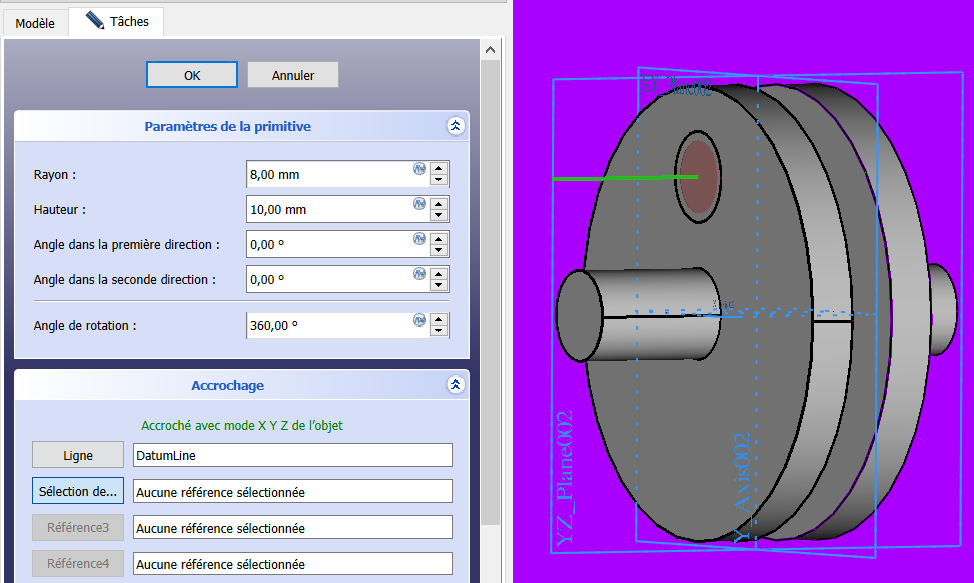 Modèle
Tâches
OK
Annuler
Paramètres de la primitive
Rayon :
8,00 mm
Hauteur :
10,00 mm
Angle dans la première direction :
0,00 °
Angle dans la seconde direction :
0,00 °
Angle de rotation :
360,00 °
Accrochage
Accroché avec mode X Y Z de l'objet
Ligne
DatumLine
Sélection de...
Aucune référence sélectionnée
Référence3
Aucune référence sélectionnée
Référence4
Aucune référence sélectionnée
YZ_Plane002
Y_Axis002